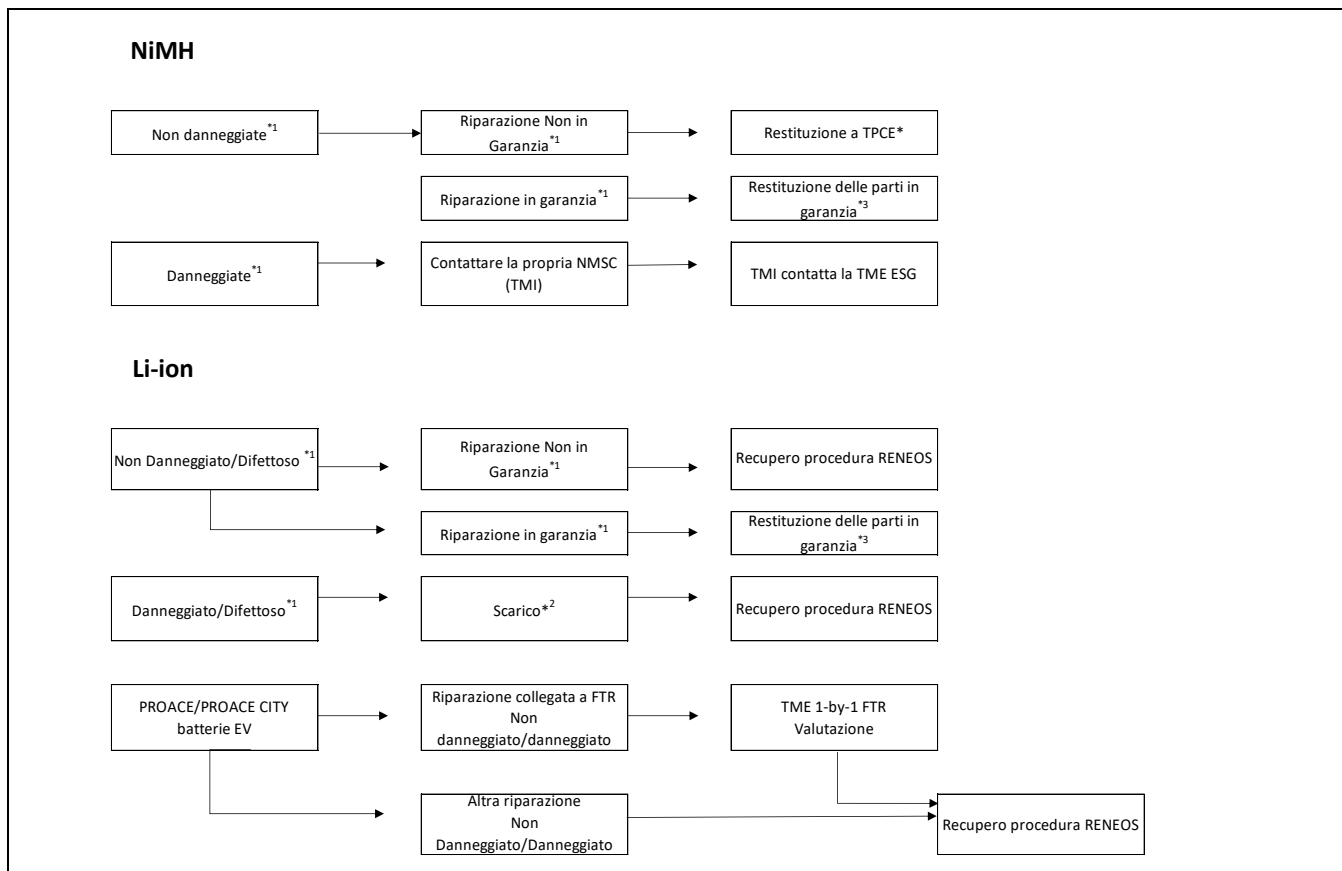 NiMH
Non danneggiate*1
Riparazione Non in
Garanzia*1
Restituzione a TPCE*
Riparazione in garanzia*1
Restituzione delle parti in
garanzia*3
Danneggiate*1
Contattare la propria NMSC
(TMI)
TMI contatta la TME ESG
Li-ion
Non Danneggiato/Difettoso *1
Riparazione Non in
Garanzia*1
Recupero procedura RENEOS
Riparazione in garanzia*1
Restituzione delle parti in
garanzia*3
Danneggiato/Difettoso*1
Scarico*2
Recupero procedura RENEOS
PROACE/PROACE CITY
batterie EV
Riparazione collegata a FTR
Non
danneggiato/danneggiato
TME 1-by-1 FTR
Valutazione
Altra riparazione
Non
Danneggiato/Danneggiato
Recupero procedura RENEOS